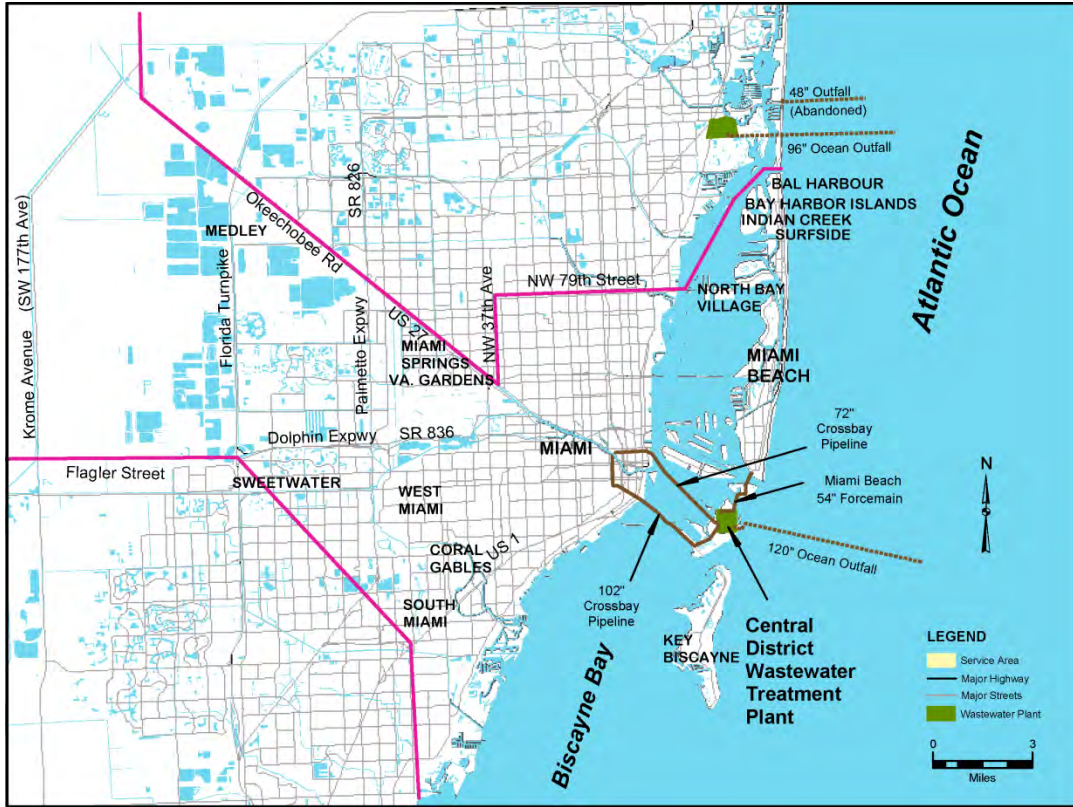 48" Outfall
(Abandoned)
96" Ocean Outfall
Atlantic Ocean
BAL HARBOUR
BAY HARBOR ISLANDS
INDIAN CREEK
SURFSIDE
SR 826
Okeechobee Rd
MEDLEY
Krome Avenue (SW 177th Ave)
Florida Turnpike
NW 79th Street
NORTH BAY
VILLAGE
NW 37th Ave
US 27
Palmetto Expwy
MIAMI
SPRINGS
VA. GARDENS
MIAMI
BEACH
72"
Crossbay
Pipeline
Dolphin Expwy
SR 836
MIAMI
Flagler Street
SWEETWATER
Miami Beach
54" Forcemain
N
WEST
MIAMI
CORAL
GABLES
US 1
120" Ocean Outfall
102"
Crossbay
Pipeline
SOUTH
MIAMI
KEY
BISCAYNE
Central
District
Wastewater
Treatment
Plant
Biscayne Bay
LEGEND
Service Area
Major Highway
Major Streets
Wastewater Plant
0 3
Miles